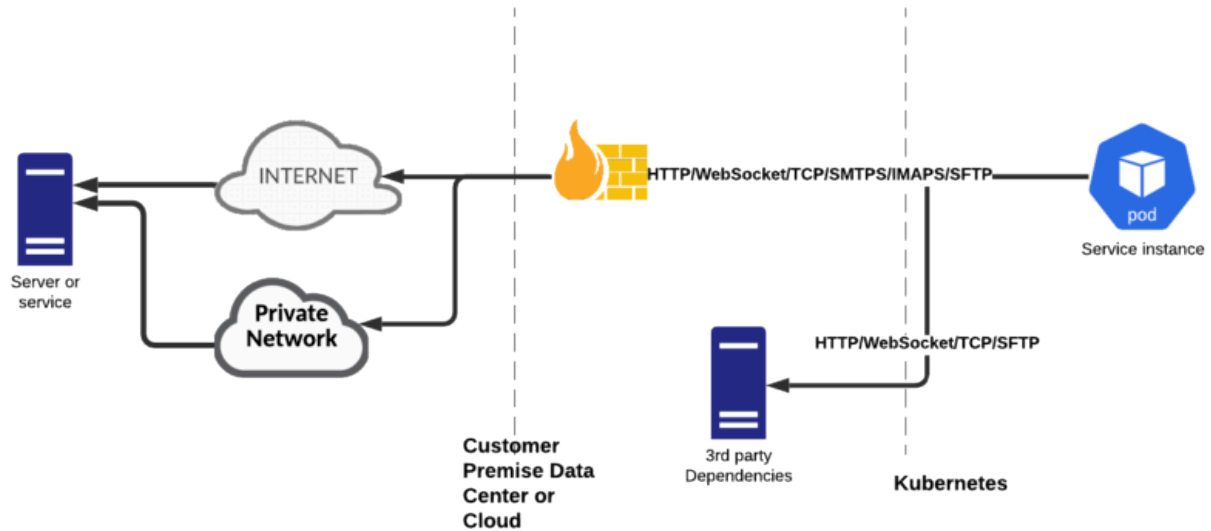 INTERNET
HTTP/WebSocket/TCP/SMTPS/IMAPS/SFTP
pod
Service instance
Server or
service
Private
Network
HTTP/WebSocket/TCP/SFTP
3rd party
Dependencies
Customer
Premise Data
Center or
Cloud
Kubernetes